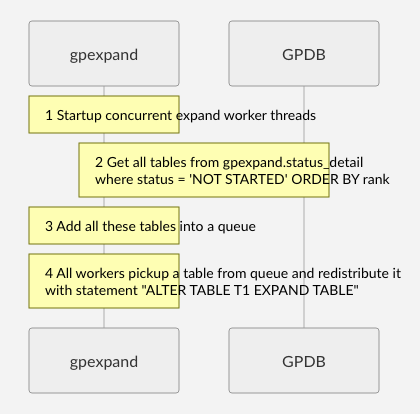 gpexpand
GPDB
1 Startup concurrent expand worker threads
2 Get all tables from gpexpand.status_detail
where status = 'NOT STARTED' ORDER BY rank
3 Add all these tables into a queue
4 All workers pickup a table from queue and redistribute it
with statement "ALTER TABLE T1 EXPAND TABLE"
gpexpand
GPDB